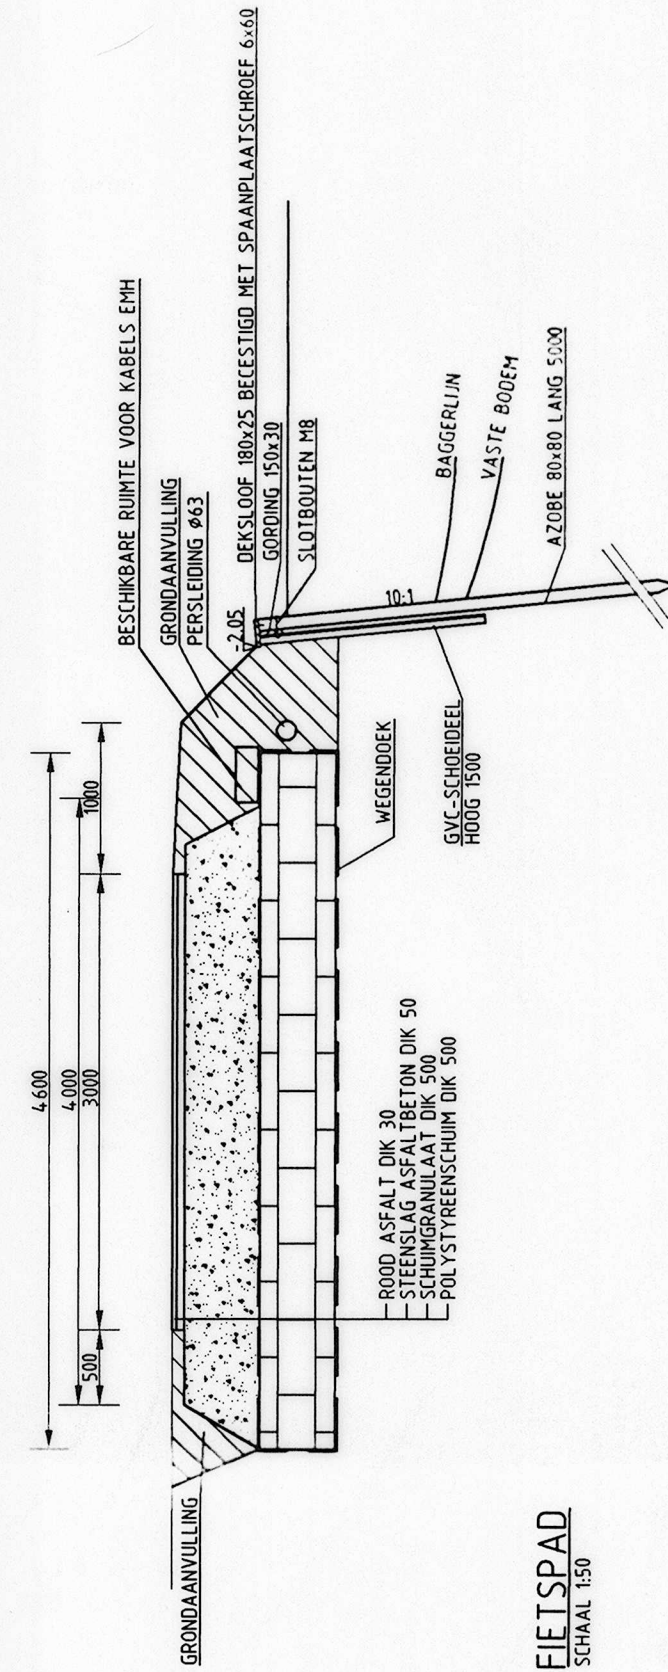 4600
4000
3000
500
1000
BESCHIKBARE RUIMTE VOOR KABELS EMH
GRONDAANVULLING
PERSLEIDING ø63
-2.05
DEKSLOOF 180x25 BECESTIGD MET SPAANPLAATSCHROEF 6x60
GORDING 150x30
SLOTBOUTEN M8
10:1
BAGGERLIJN
VASTE BODEM
AZOBE 80x80 LANG 5000
WEGENDOEK
GVC-SCHOEIDEEL
HOOG 1500
ROOD ASFALT DIK 30
STEENSLAG ASFALTBETON DIK 50
SCHUIMGRANULAAT DIK 500
POLYSTYREENSCHUIM DIK 500
GRONDAANVULLING
FIETSPAD
SCHAAL 1:50